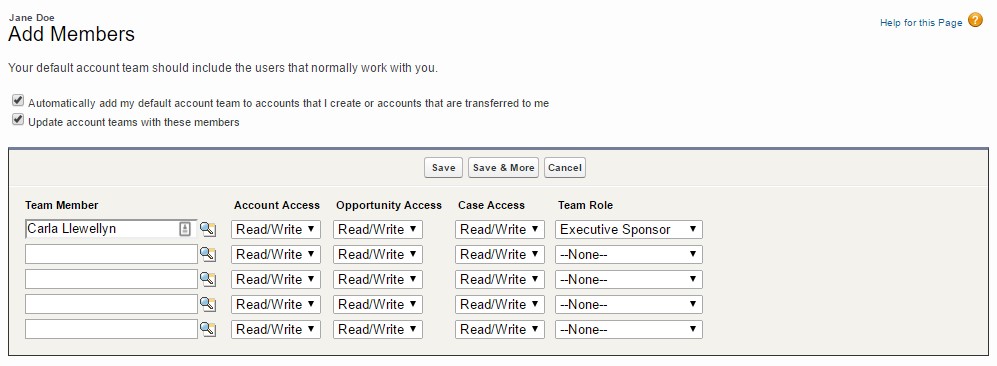 Jane Doe
Add Members
Help for this Page ?
Your default account team should include the users that normally work with you.
Automatically add my default account team to accounts that I create or accounts that are transferred to me
Update account teams with these members
Save Save & More Cancel
Team Member Account Access Opportunity Access Case Access Team Role
Carla Llewellyn Read/Write Read/Write Read/Write Executive Sponsor
Read/Write Read/Write Read/Write --None--
Read/Write Read/Write Read/Write --None--
Read/Write Read/Write Read/Write --None--
Read/Write Read/Write Read/Write --None--